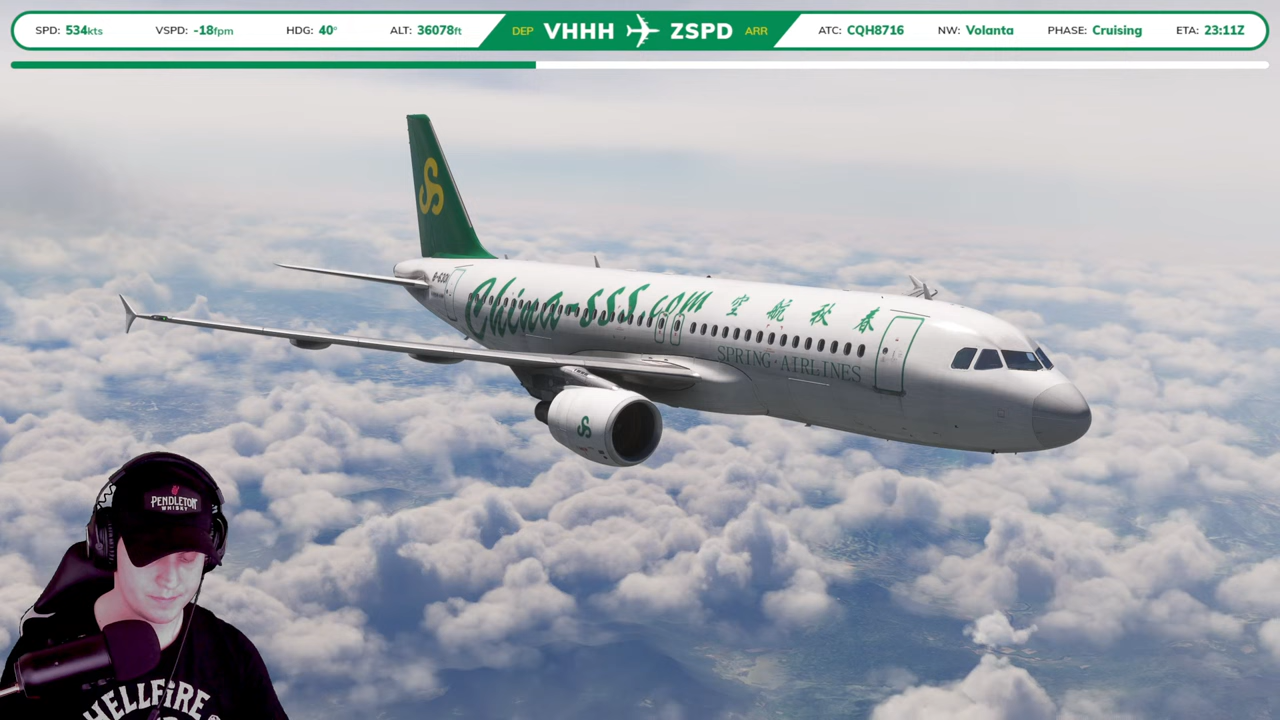 SPD: 534kts VSPD: -18fpm HDG: 40° ALT: 36078ft DEP VHHH ZSPD ARR ATC: CQH8716 NW: Volanta PHASE: Cruising ETA: 23:11Z
China-sss.com 空航秋春
SPRING·AIRLINES
PENDLETON
WHISKY
HELLFIRE